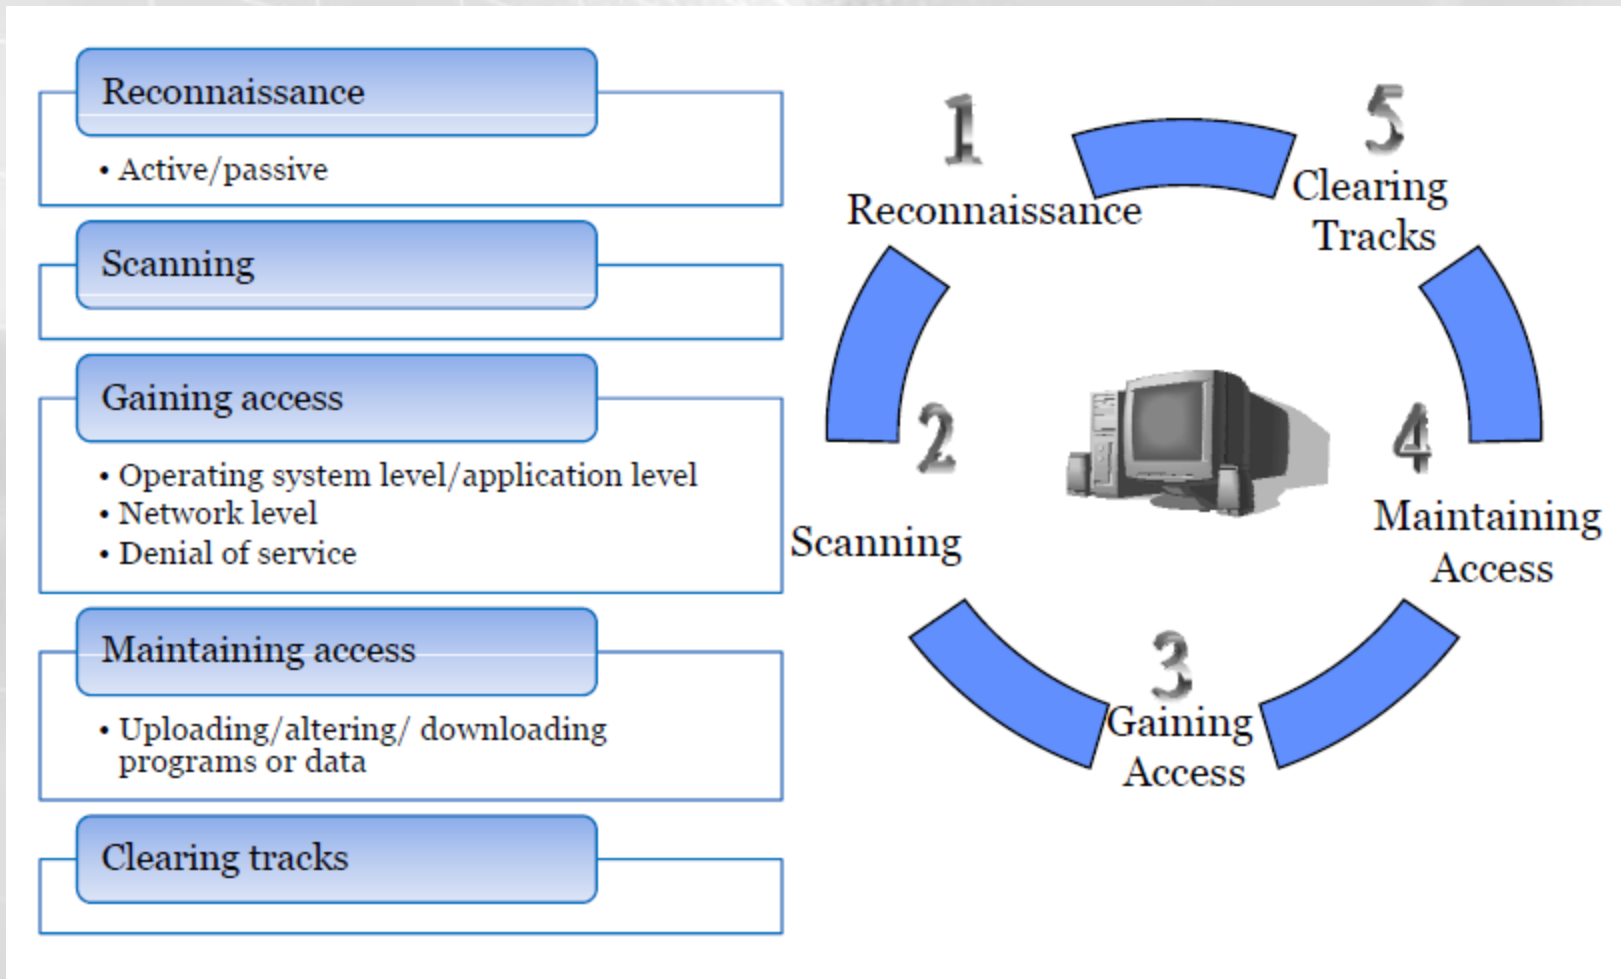 Reconnaissance
• Active/passive
Scanning
Gaining access
• Operating system level/application level
• Network level
• Denial of service
Maintaining access
• Uploading/altering/ downloading
programs or data
Clearing tracks
1
Reconnaissance
2
Scanning
3
Gaining
Access
4
Maintaining
Access
5
Clearing
Tracks